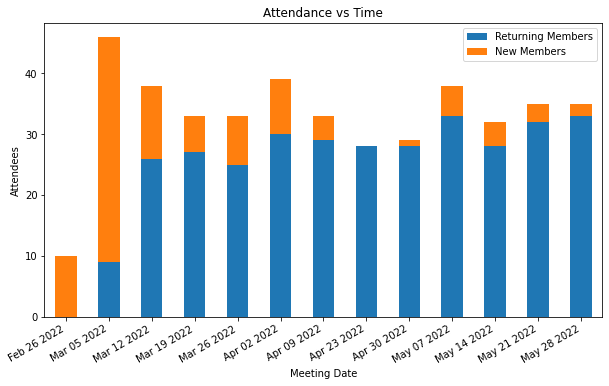 Attendance vs Time
Returning Members
New Members
Attendees
40
30
20
10
0
Feb 26 2022
Mar 05 2022
Mar 12 2022
Mar 19 2022
Mar 26 2022
Apr 02 2022
Apr 09 2022
Apr 23 2022
Apr 30 2022
May 07 2022
May 14 2022
May 21 2022
May 28 2022
Meeting Date